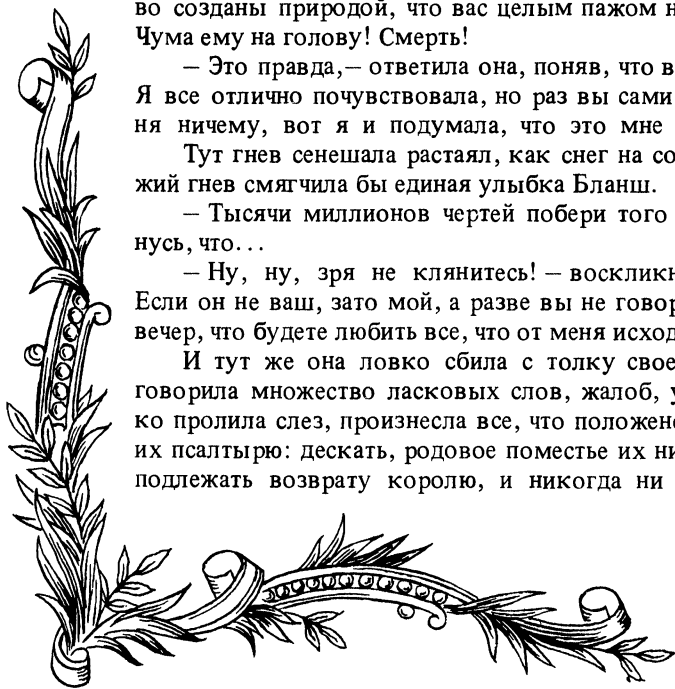 во созданы природой, что вас целым пажом
Чума ему на голову! Смерть!
– Это правда,– ответила она, поняв, что
Я все отлично почувствовала, но раз вы сами
ня ничему, вот я и подумала, что это мне
Тут гнев сенешала растаял, как снег на со
жий гнев смягчила бы единая улыбка Бланш.
– Тысячи миллионов чертей побери того
нусь, что...
– Ну, ну, зря не клянитесь! – воскликн
Если он не ваш, зато мой, а разве вы не говор
вечер, что будете любить все, что от меня исход
И тут же она ловко сбила с толку свое
говорила множество ласковых слов, жалоб, у
ко пролила слез, произнесла все, что положен
их псалтырю: дескать, родовое поместье их ни
подлежать возврату королю, и никогда ни